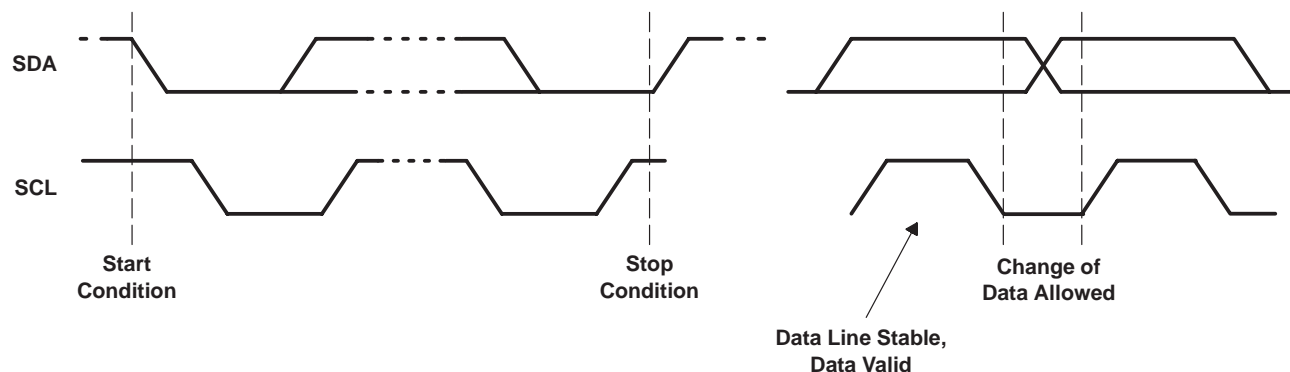 SDA
SCL
Start
Condition
Stop
Condition
Change of
Data Allowed
Data Line Stable,
Data Valid